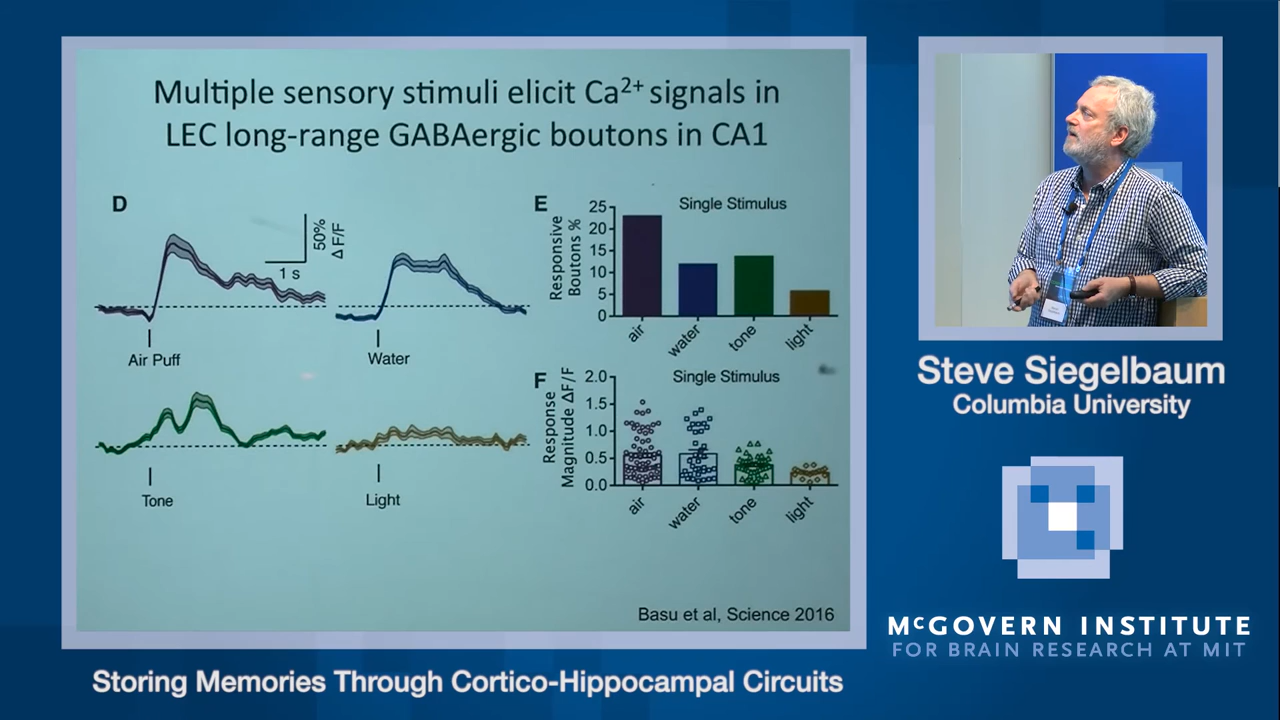 Multiple sensory stimuli elicit Ca²⁺ signals in
LEC long-range GABAergic boutons in CA1
D
50%
Δ F/F
1 s
Air Puff
Water
Tone
Light
E
Single Stimulus
Responsive
Boutons %
25
20
15
10
5
0
air
water
tone
light
F
Single Stimulus
Response
Magnitude ΔF/F
2.0
1.5
1.0
0.5
0.0
air
water
tone
light
Basu et al, Science 2016
Storing Memories Through Cortico-Hippocampal Circuits
Steve Siegelbaum
Columbia University
McGOVERN INSTITUTE
FOR BRAIN RESEARCH AT MIT